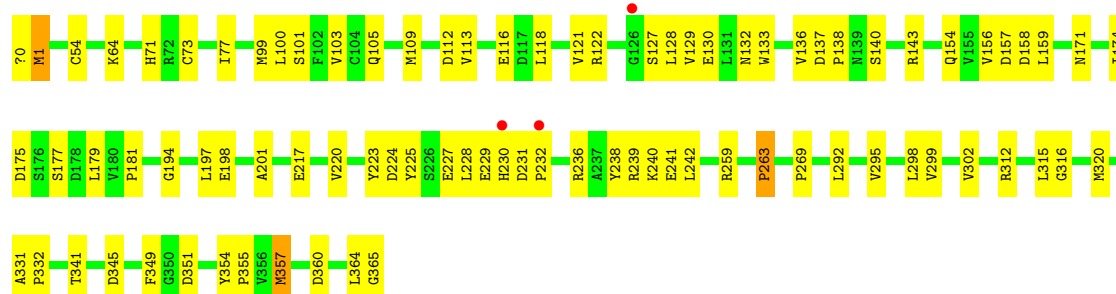 ?0 M1 C54 K64 H71 R72 C73 I77 M99 L100 S101 F102 V103 C104 Q105 M109 D112 V113 E116 D117 L118 V121 R122 G126 S127 L128 V129 E130 L131 N132 W133 V136 D137 P138 N139 S140 R143 Q154 V155 V156 D157 D158 L159 N171
D175 S176 S177 D178 L179 V180 P181 G194 L197 E198 A201 E217 V220 Y223 D224 Y225 S226 E227 L228 E229 H230 D231 P232 R236 A237 Y238 R239 K240 E241 L242 R259 P263 P269 L292 V295 L298 V299 V302 R312 L315 G316 M320
A331 P332 T341 D345 F349 G350 D351 Y354 P355 V356 M357 D360 L364 G365